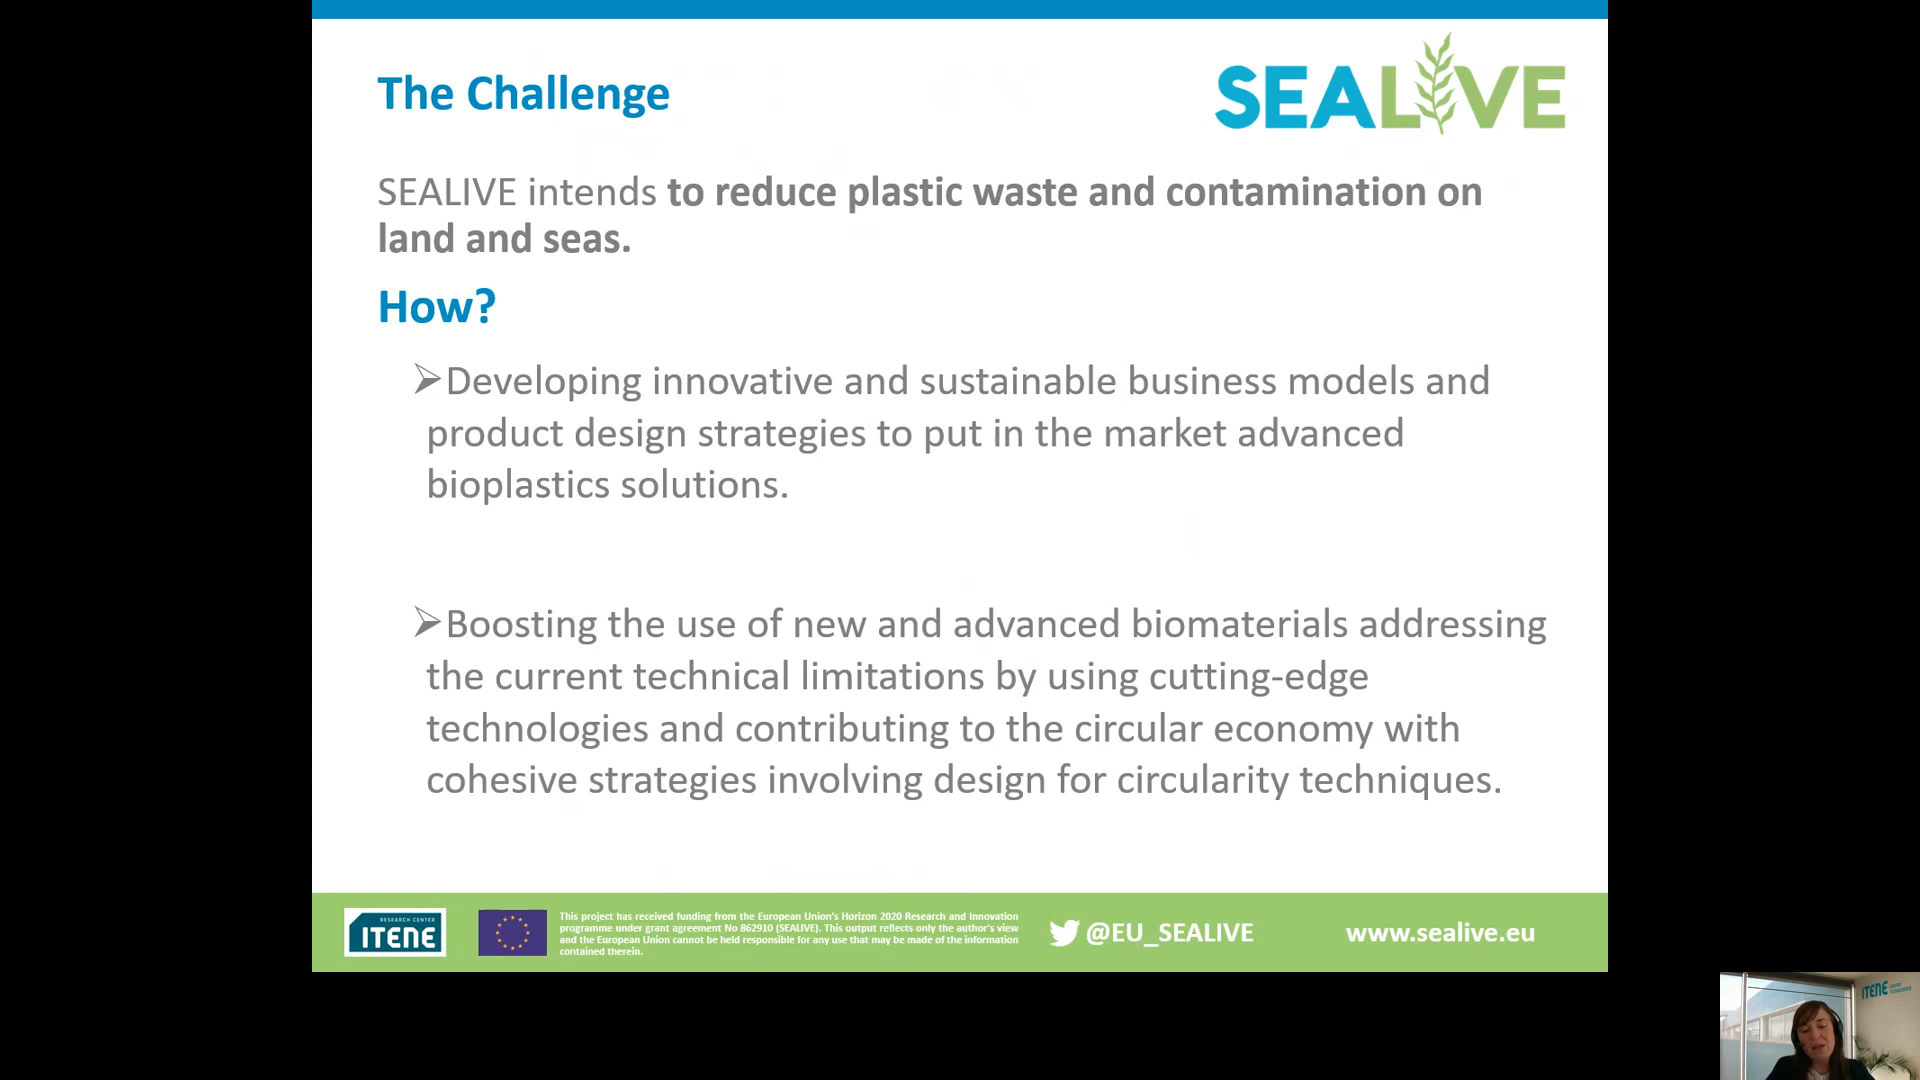 The Challenge
SEALIVE
SEALIVE intends to reduce plastic waste and contamination on
land and seas.
How?
➢Developing innovative and sustainable business models and
product design strategies to put in the market advanced
bioplastics solutions.
➢Boosting the use of new and advanced biomaterials addressing
the current technical limitations by using cutting-edge
technologies and contributing to the circular economy with
cohesive strategies involving design for circularity techniques.
RESEARCH CENTER
ITENE
This project has received funding from the European Union's Horizon 2020 Research and Innovation
programme under grant agreement No 862910 (SEALIVE). This output reflects only the author's view
and the European Union cannot be held responsible for any use that may be made of the information
contained therein.
@EU_SEALIVE
www.sealive.eu
ITENE